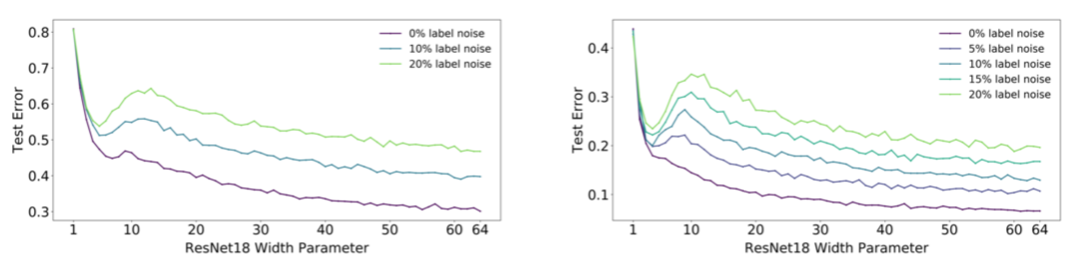 0.8
0.7
0.6
0.5
0.4
0.3
Test Error
0% label noise
10% label noise
20% label noise
1 10 20 30 40 50 60 64
ResNet18 Width Parameter
0.4
0.3
0.2
0.1
Test Error
0% label noise
5% label noise
10% label noise
15% label noise
20% label noise
1 10 20 30 40 50 60 64
ResNet18 Width Parameter